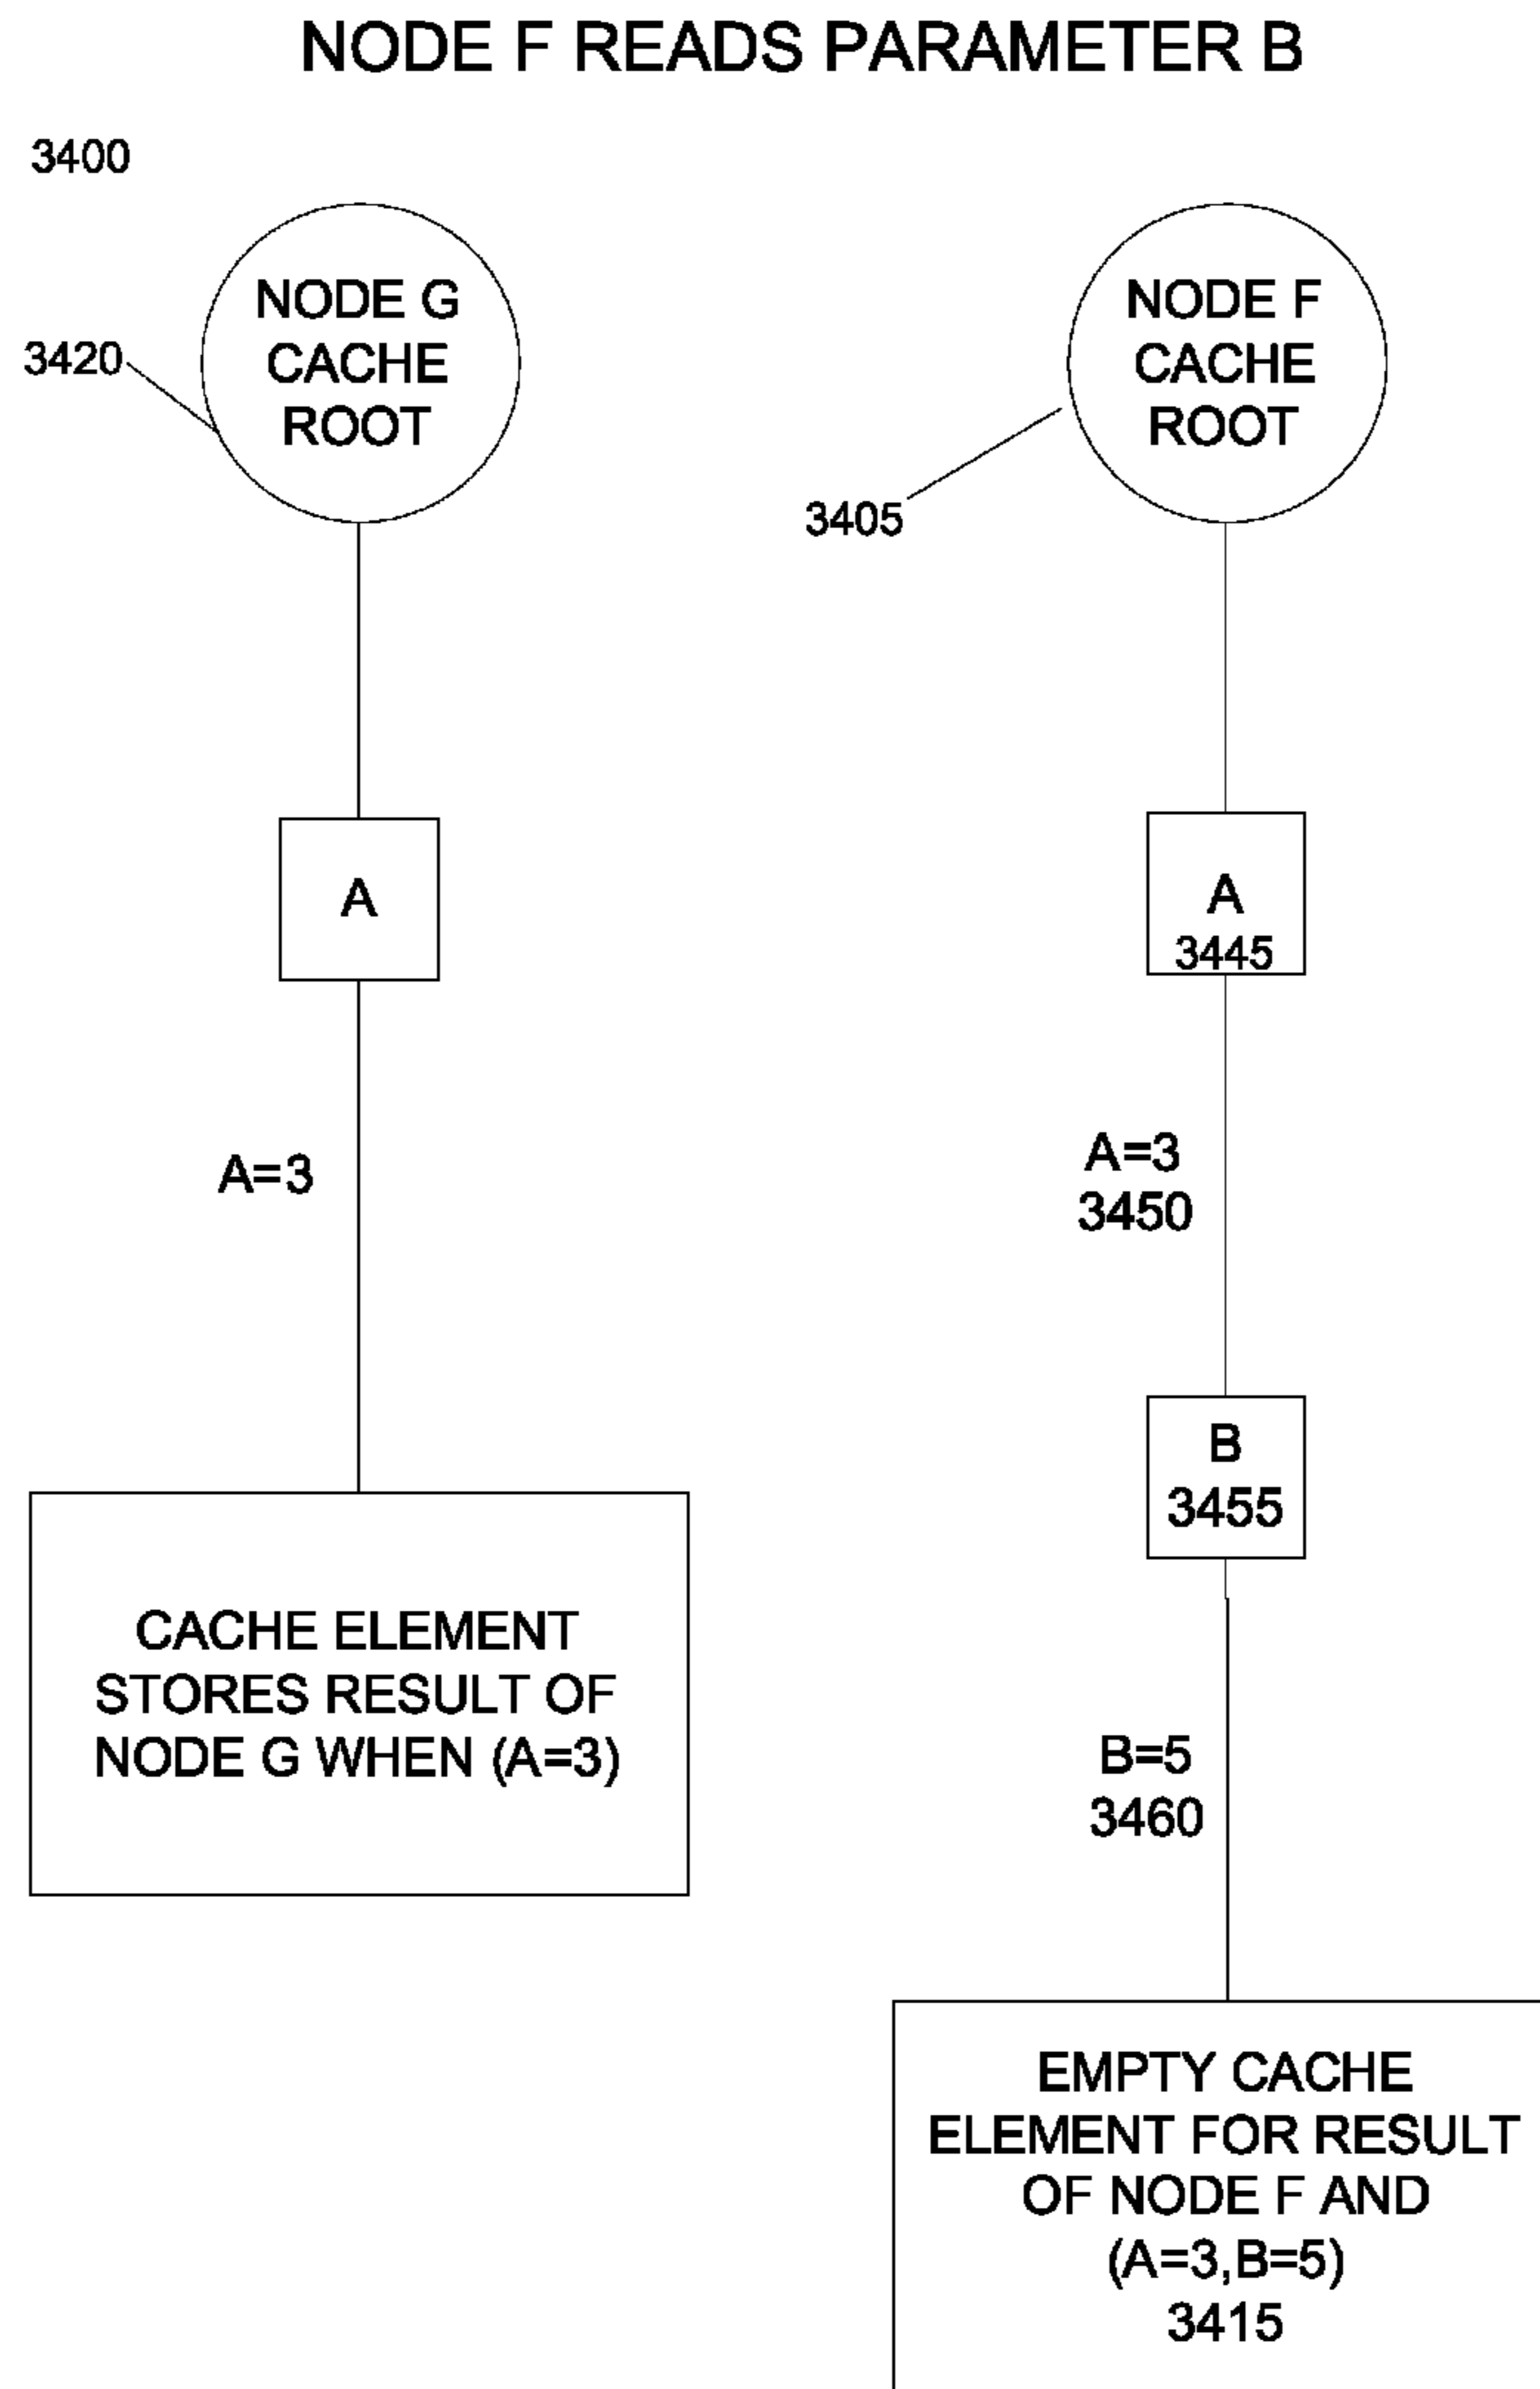 NODE F READS PARAMETER B
3400
NODE G
CACHE
ROOT
3420
NODE F
CACHE
ROOT
3405
A
A
3445
A=3
A=3
3450
B
3455
CACHE ELEMENT
STORES RESULT OF
NODE G WHEN (A=3)
B=5
3460
EMPTY CACHE
ELEMENT FOR RESULT
OF NODE F AND
(A=3,B=5)
3415